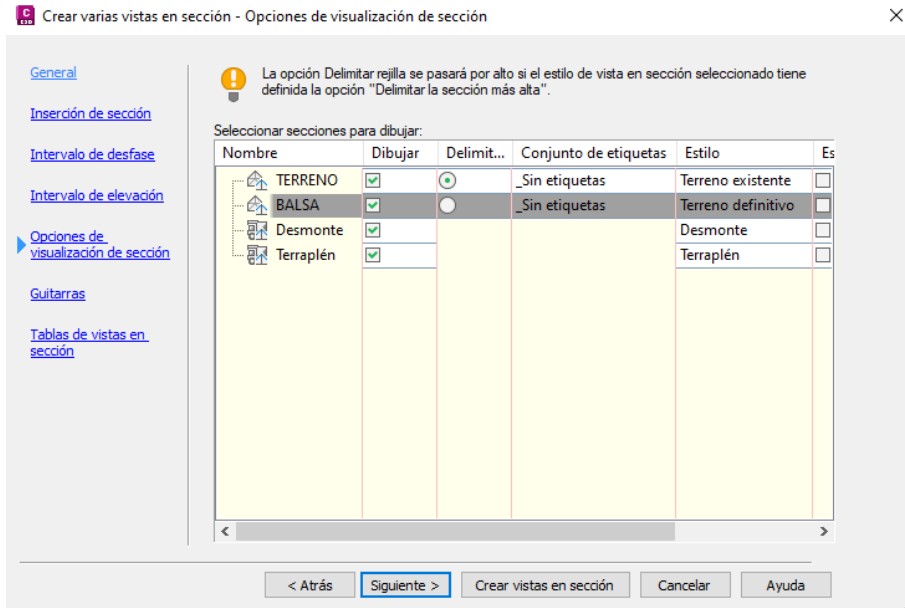 Crear varias vistas en sección - Opciones de visualización de sección
General
Inserción de sección
Intervalo de desfase
Intervalo de elevación
Opciones de
visualización de sección
Guitarras
Tablas de vistas en
sección
La opción Delimitar rejilla se pasará por alto si el estilo de vista en sección seleccionado tiene
definida la opción "Delimitar la sección más alta".
Seleccionar secciones para dibujar:
Nombre Dibujar Delimit... Conjunto de etiquetas Estilo Es
TERRENO _Sin etiquetas Terreno existente
BALSA _Sin etiquetas Terreno definitivo
Desmonte Desmonte
Terraplén Terraplén
< Atrás Siguiente > Crear vistas en sección Cancelar Ayuda